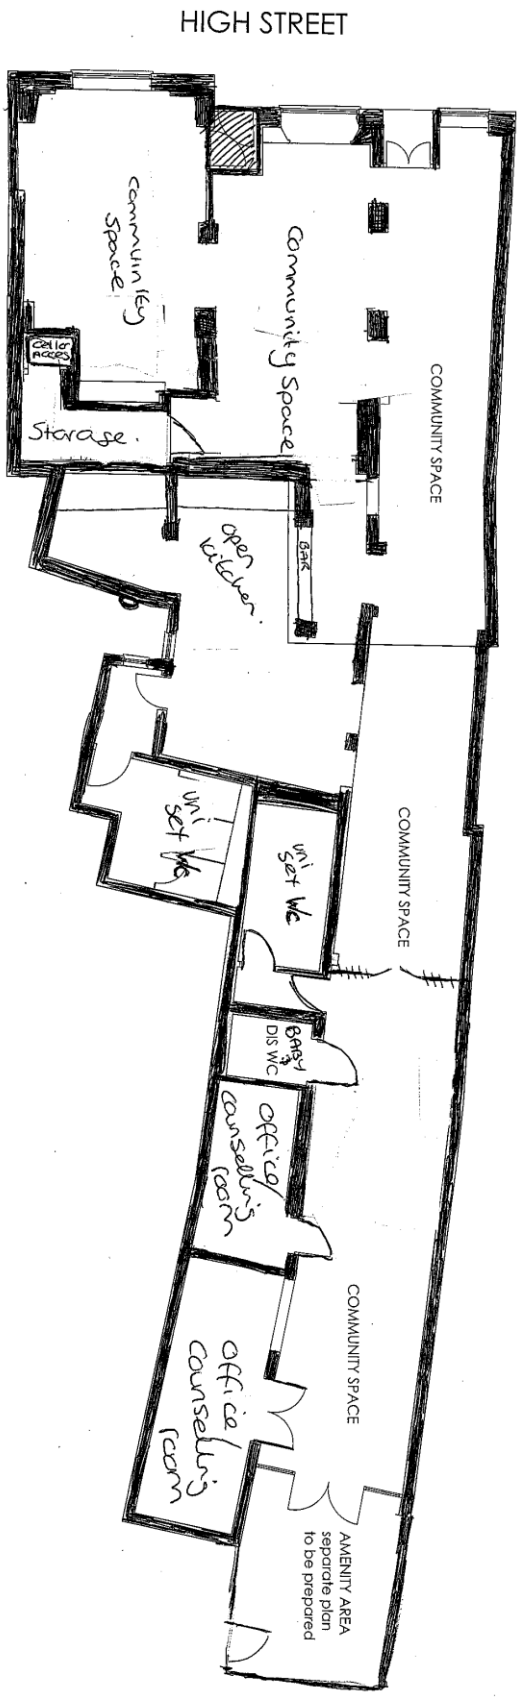 HIGH STREET
Community
Space
Community Space
COMMUNITY SPACE
Cellar
Access
Storage.
open
kitchen.
BAR
COMMUNITY SPACE
uni
sex Wc
uni
sex Wc
BABY
&
DIS WC
office/
counselling
room
COMMUNITY SPACE
office/
counselling
room
AMENITY AREA
separate plan
to be prepared